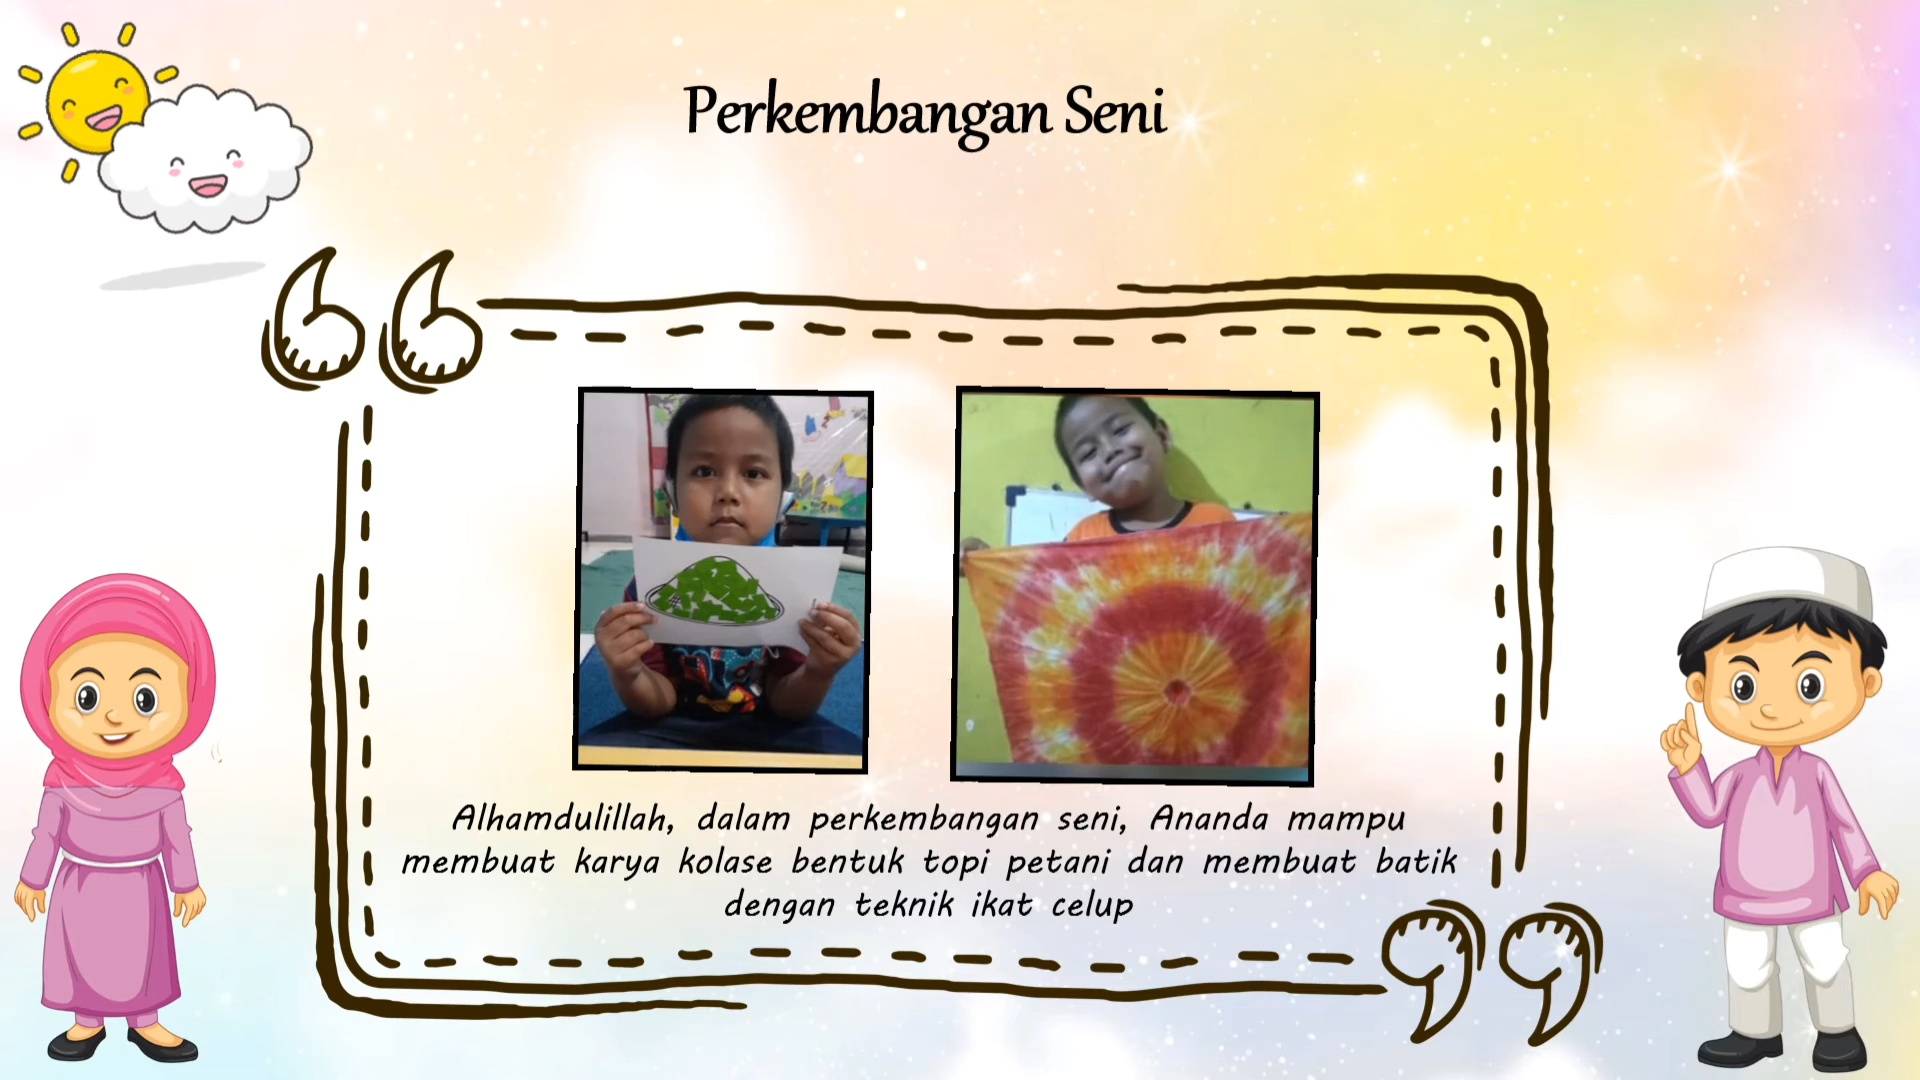 Perkembangan Seni
Alhamdulillah, dalam perkembangan seni, Ananda mampu
membuat karya kolase bentuk topi petani dan membuat batik
dengan teknik ikat celup